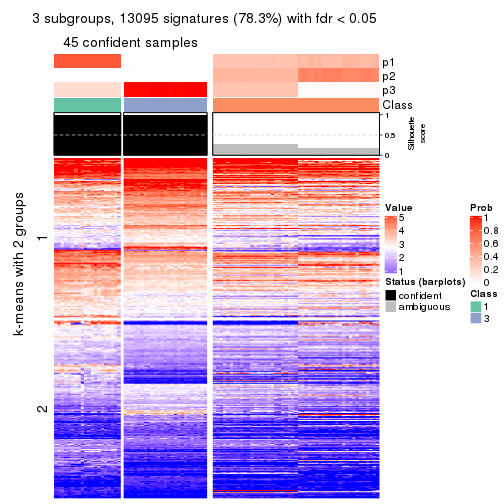 3 subgroups, 13095 signatures (78.3%) with fdr < 0.05
45 confident samples
p1
p2
p3
Class
1
0.5
0
Silhouette
score
k-means with 2 groups
1
2
Value
5
4
3
2
1
Prob
1
0.8
0.6
0.4
0.2
0
Status (barplots)
confident
ambiguous
Class
1
3